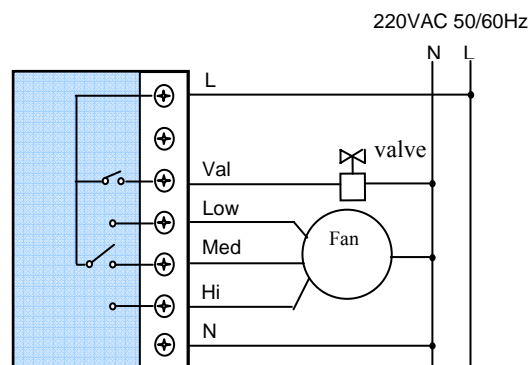 220VAC 50/60Hz
N L
L
Val
valve
Low
Fan
Med
Hi
N